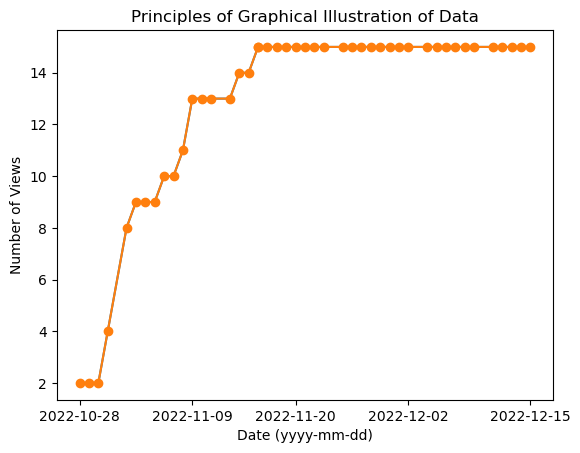 Principles of Graphical Illustration of Data
14
12
10
8
6
4
2
Number of Views
2022-10-28 2022-11-09 2022-11-20 2022-12-02 2022-12-15
Date (yyyy-mm-dd)